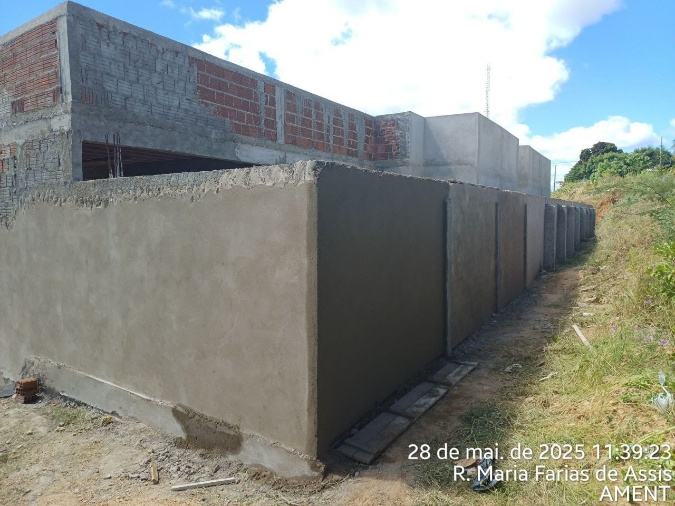 28 de mai. de 2025 11:39:23
R. Maria Farias de Assis
AMENT